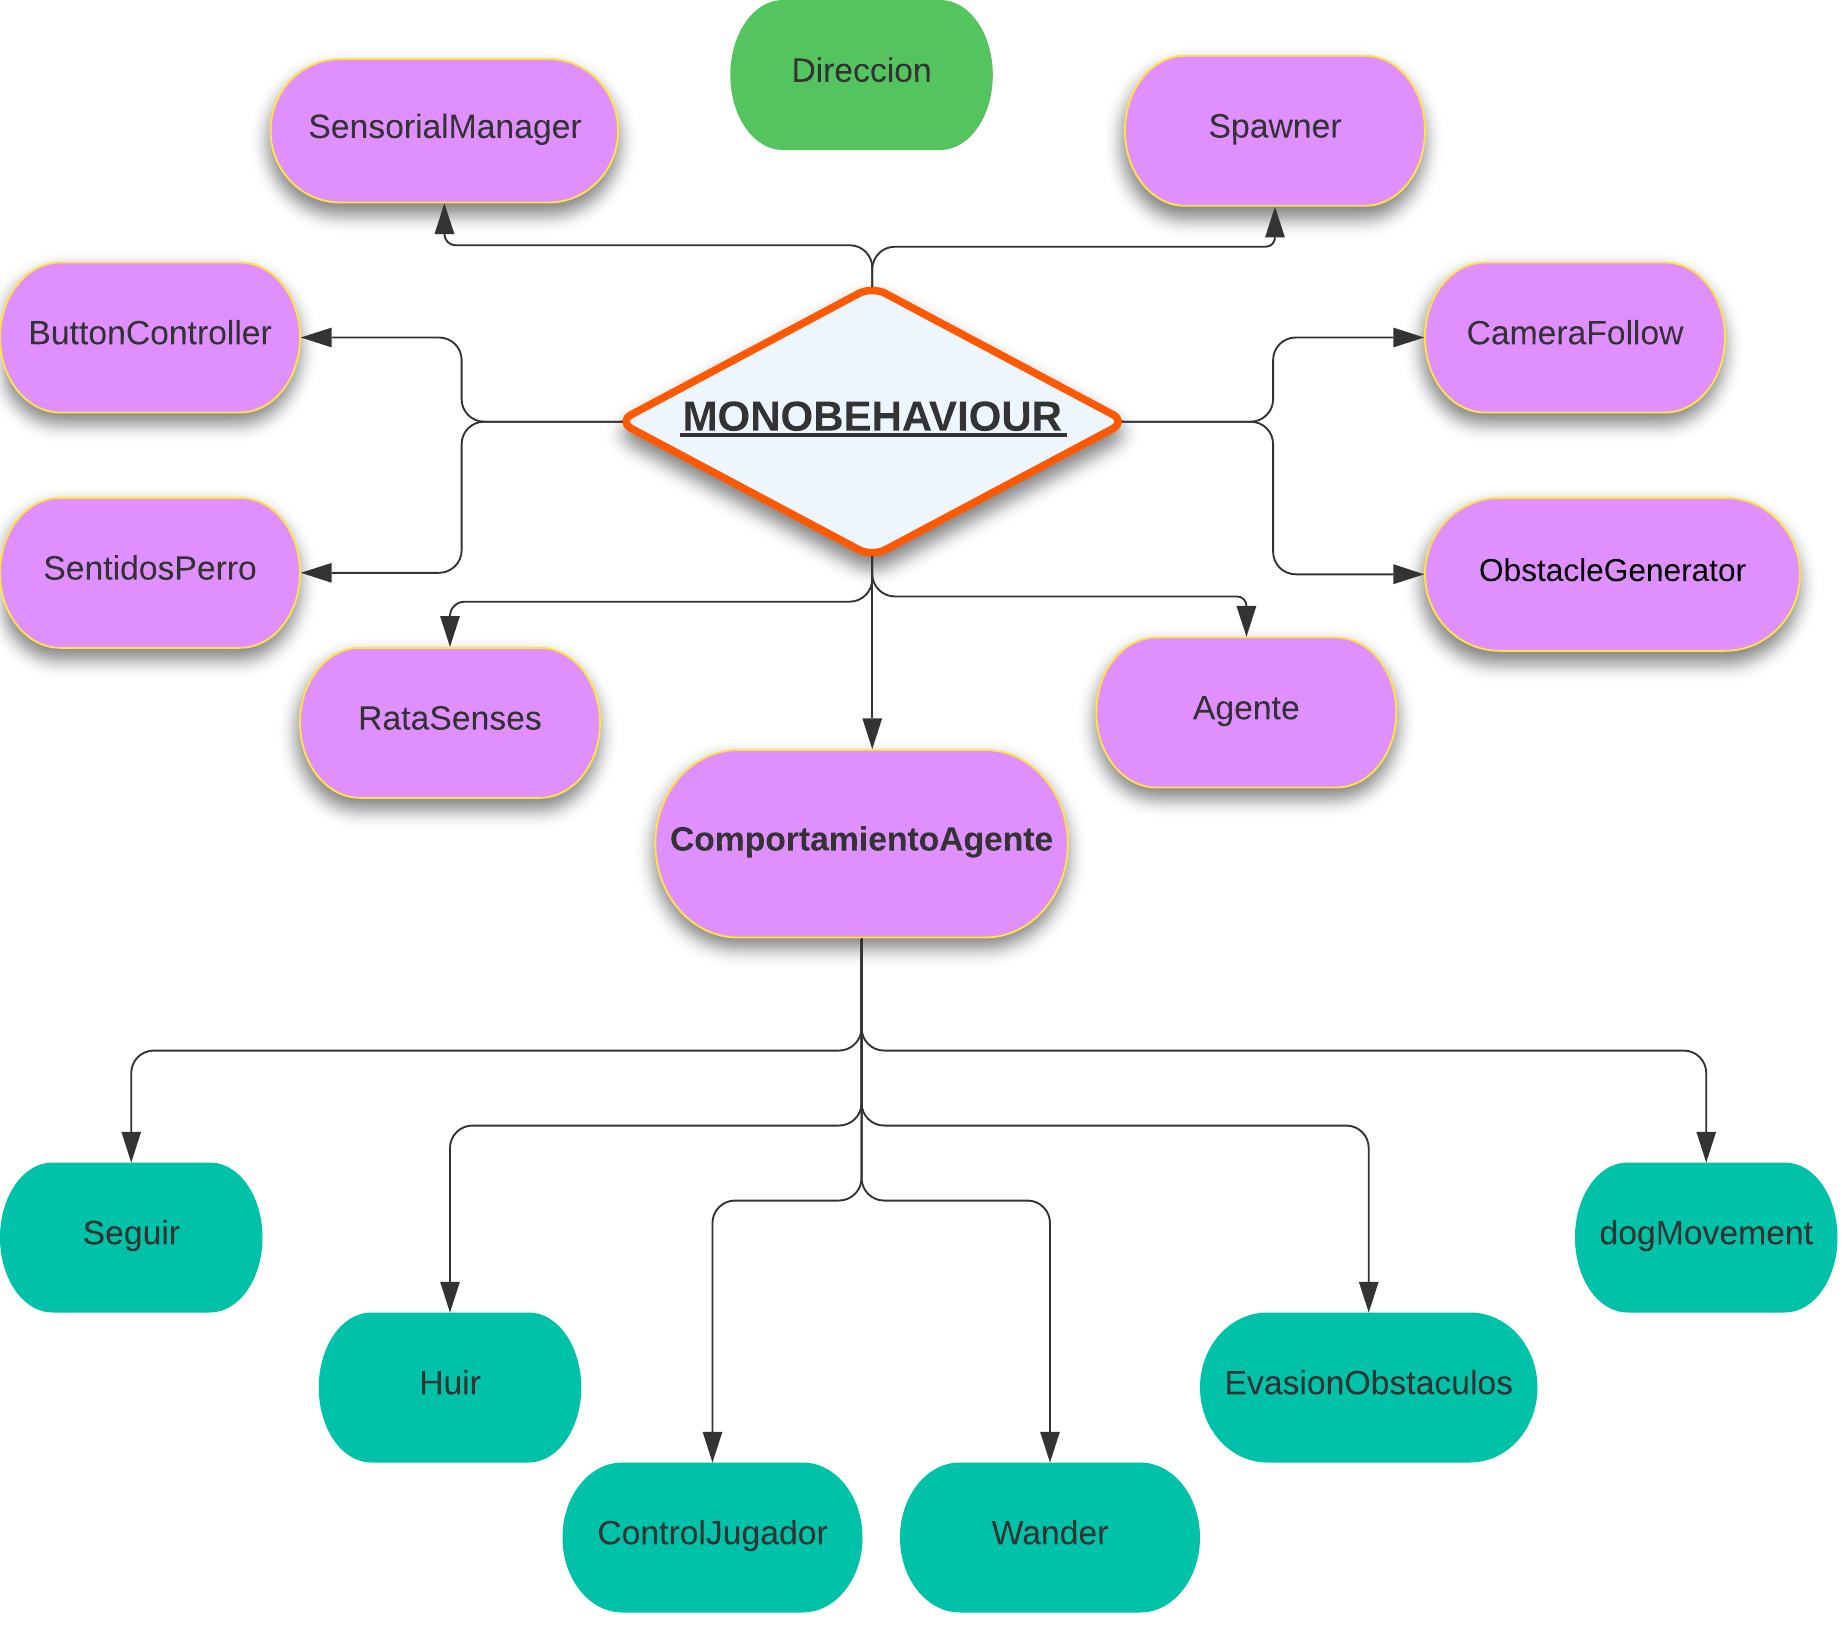 Direccion
SensorialManager
Spawner
ButtonController
CameraFollow
MONOBEHAVIOUR
SentidosPerro
ObstacleGenerator
RataSenses
Agente
ComportamientoAgente
Seguir
dogMovement
Huir
EvasionObstaculos
ControlJugador
Wander